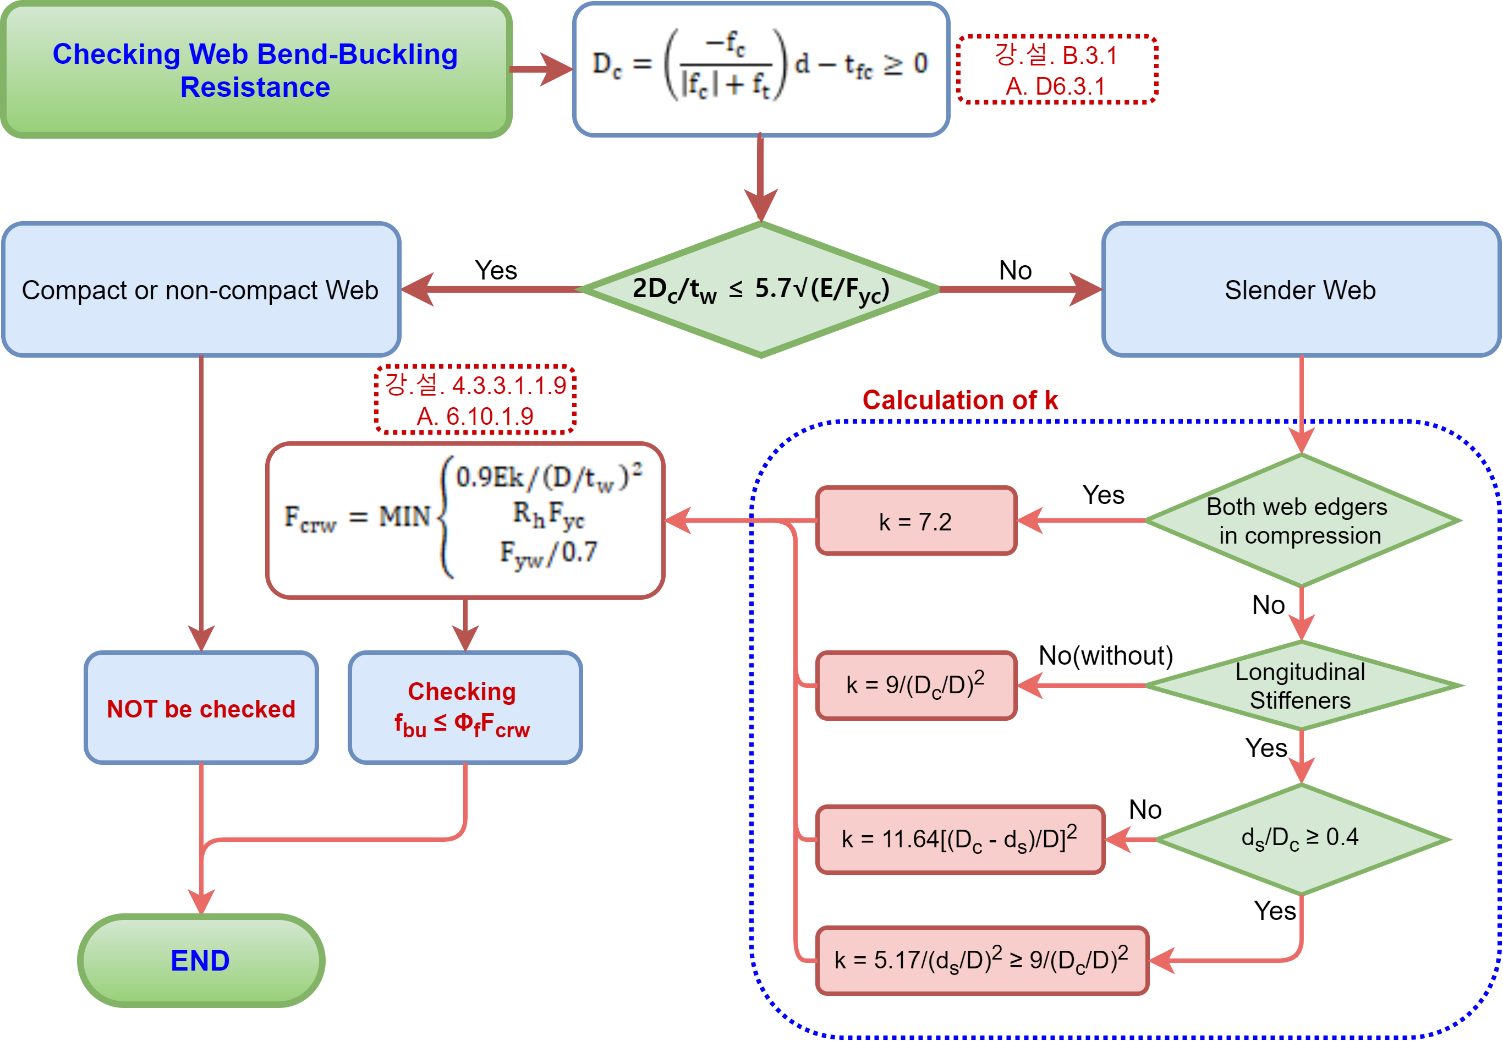 Checking Web Bend-Buckling
Resistance
D_c = (−f_c / (|f_c| + f_t)) d − t_fc ≥ 0
강.설. B.3.1
A. D6.3.1
Yes
2D_c/t_w ≤ 5.7√(E/F_yc)
No
Compact or non-compact Web
Slender Web
강.설. 4.3.3.1.1.9
A. 6.10.1.9
Calculation of k
F_crw = MIN {
0.9Ek/(D/t_w)²
R_hF_yc
F_yw/0.7
k = 7.2
Yes
Both web edgers
in compression
No
NOT be checked
Checking
f_bu ≤ Φ_fF_crw
k = 9/(D_c/D)²
No(without)
Longitudinal
Stiffeners
Yes
k = 11.64[(D_c - d_s)/D]²
No
d_s/D_c ≥ 0.4
Yes
END
k = 5.17/(d_s/D)² ≥ 9/(D_c/D)²